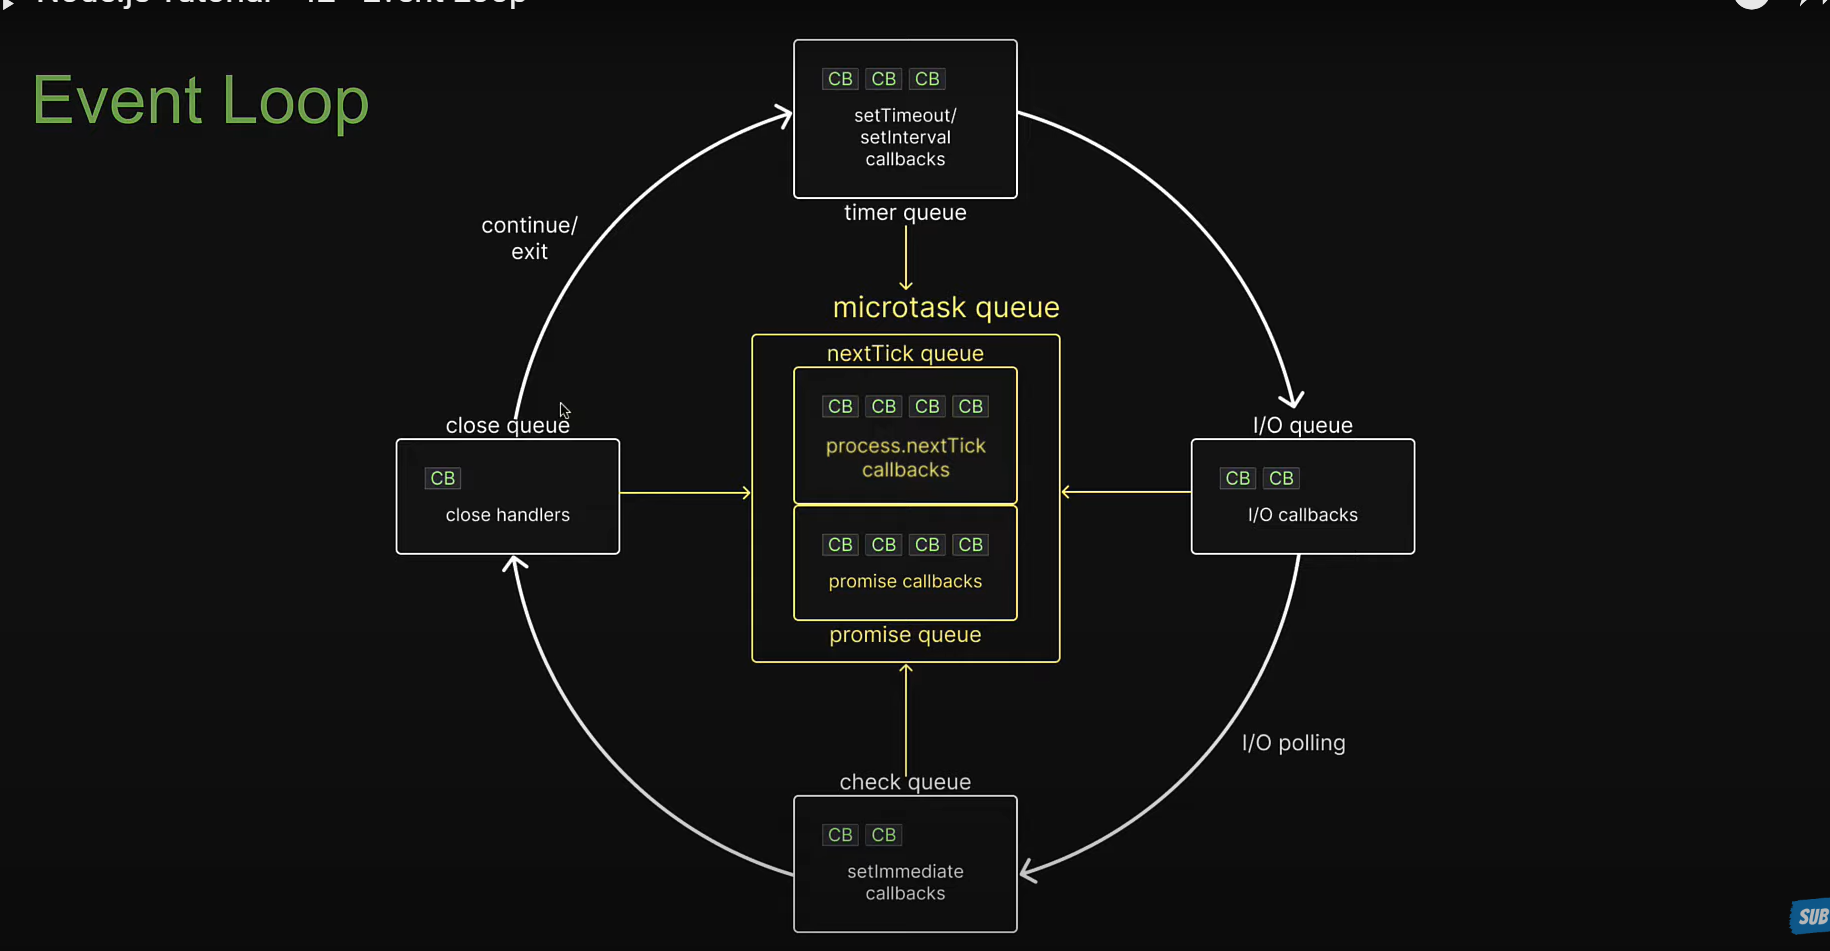 Event Loop
CB CB CB
setTimeout/
setInterval
callbacks
timer queue
continue/
exit
microtask queue
nextTick queue
CB CB CB CB
process.nextTick
callbacks
CB CB CB CB
promise callbacks
promise queue
close queue
CB
close handlers
I/O queue
CB CB
I/O callbacks
I/O polling
check queue
CB CB
setImmediate
callbacks
SUB